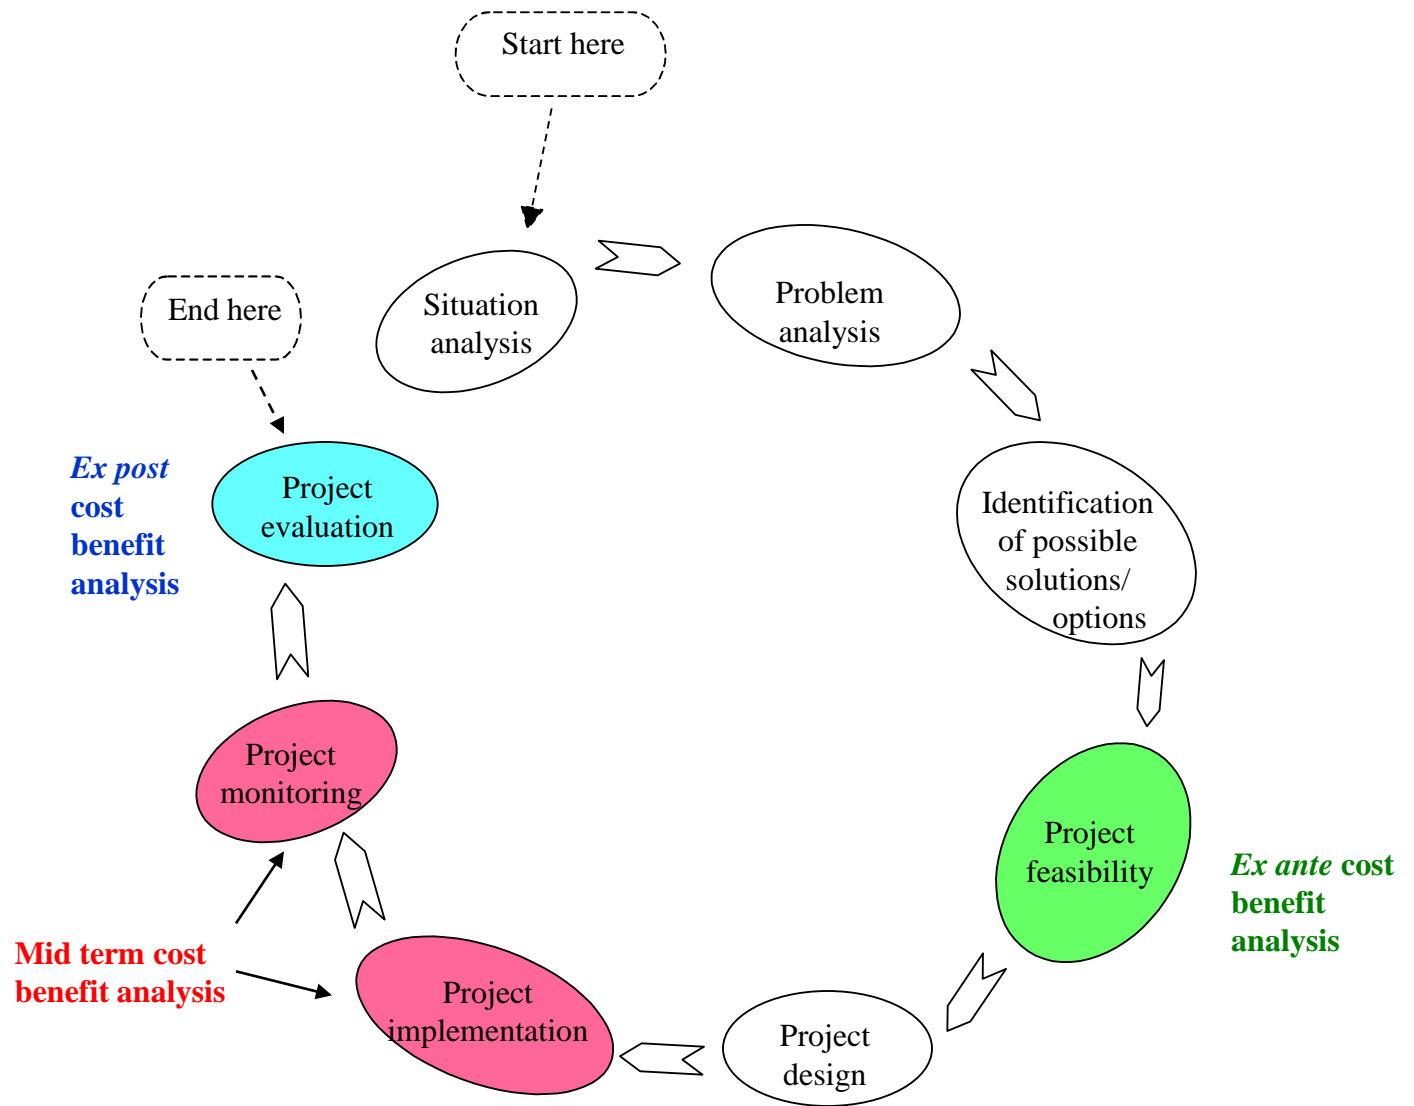 Start here
End here
Situation
analysis
Problem
analysis
Identification
of possible
solutions/
options
Project
feasibility
Ex ante cost
benefit
analysis
Project
design
Project
implementation
Mid term cost
benefit analysis
Project
monitoring
Project
evaluation
Ex post
cost
benefit
analysis